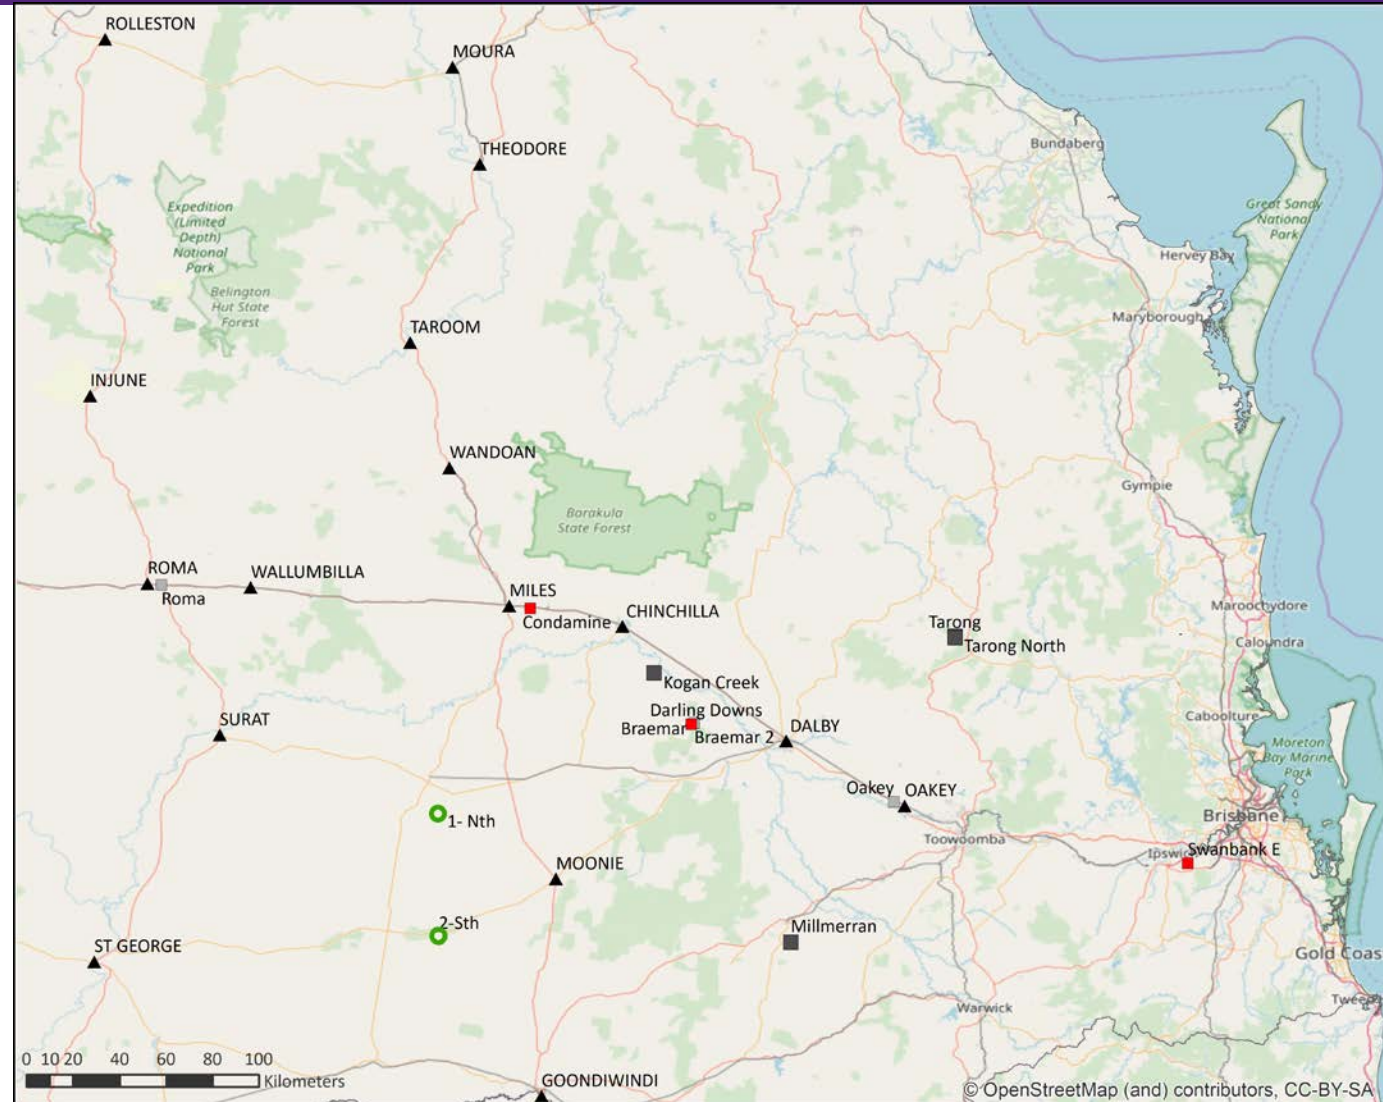 ROLLESTON
MOURA
Bundaberg
THEODORE
Expedition
(Limited
Depth)
National
Park
Great Sandy
National
Park
Hervey Bay
Belington
Hut State
Forest
Maryborough
TAROOM
INJUNE
WANDOAN
Gympie
Barakula
State Forest
ROMA
WALLUMBILLA
Roma
MILES
Condamine
CHINCHILLA
Maroochydore
Tarong
Tarong North
Caloundra
Kogan Creek
Darling Downs
Braemar
Braemar 2
SURAT
DALBY
Caboolture
Moreton
Bay Marine
Park
Oakey
OAKEY
1- Nth
Brisbane
Toowoomba
Ipswich
Swanbank E
MOONIE
2-Sth
Millmerran
ST GEORGE
Gold Coas
Warwick
Tweed
0 10 20 40 60 80 100
Kilometers
GOONDIWINDI
© OpenStreetMap (and) contributors, CC-BY-SA